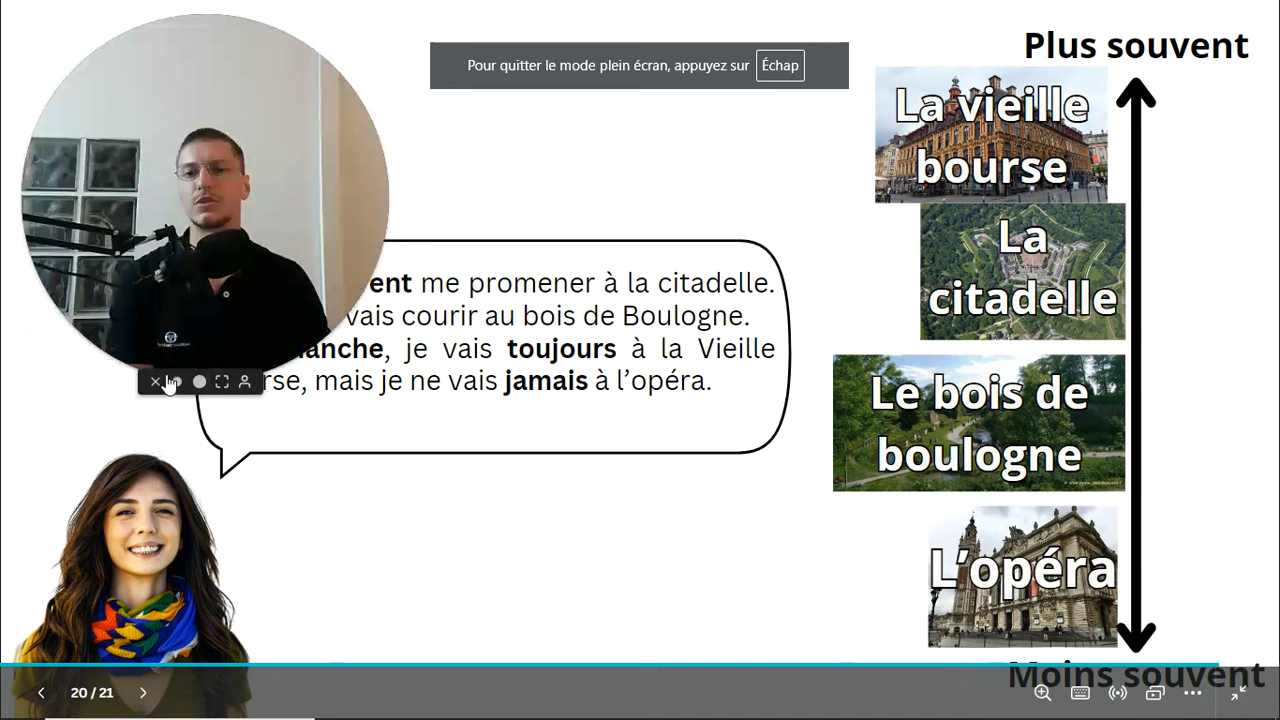 Pour quitter le mode plein écran, appuyez sur Échap
Plus souvent
La vieille
bourse
La
citadelle
Le bois de
boulogne
L'opéra
Moins souvent
ent me promener à la citadelle.
vais courir au bois de Boulogne.
anche, je vais toujours à la Vieille
rse, mais je ne vais jamais à l'opéra.
20 / 21